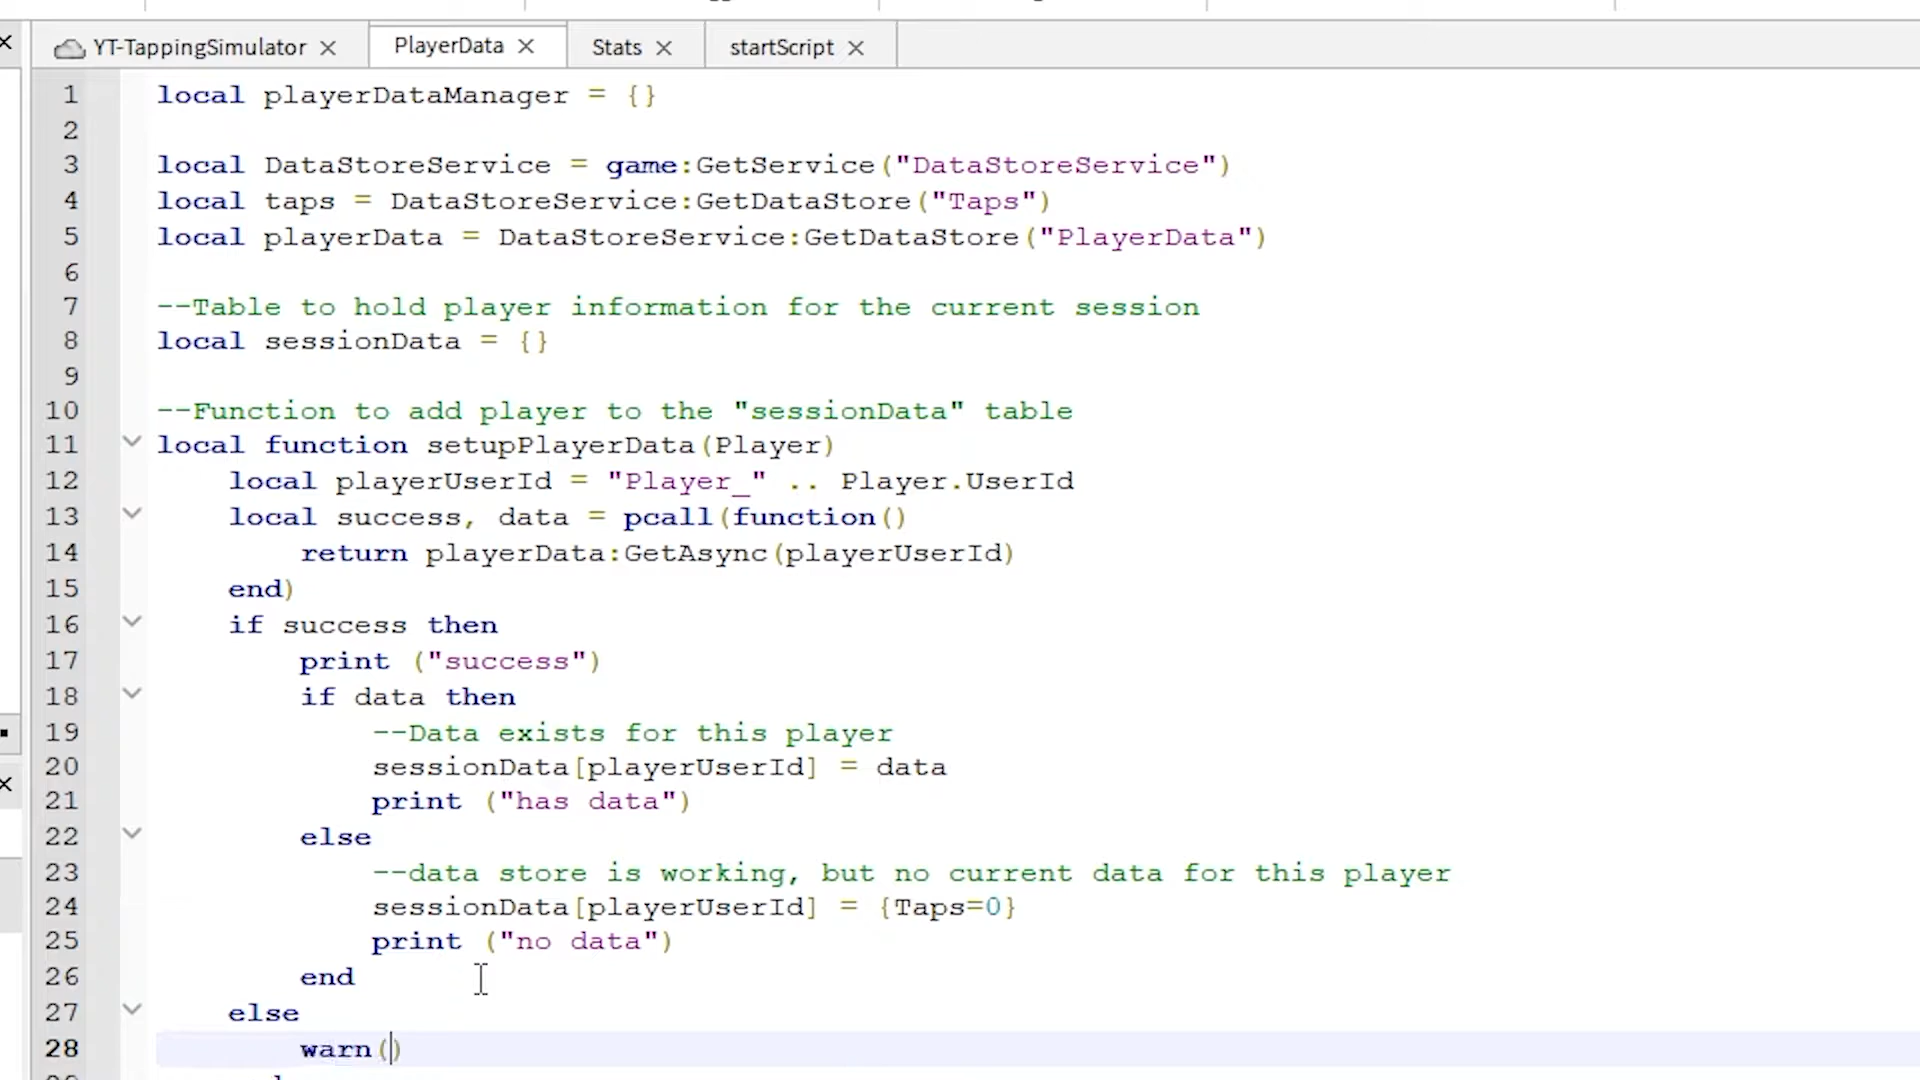 YT-TappingSimulator × PlayerData × Stats × startScript ×
1 local playerDataManager = {}
2
3 local DataStoreService = game:GetService("DataStoreService")
4 local taps = DataStoreService:GetDataStore("Taps")
5 local playerData = DataStoreService:GetDataStore("PlayerData")
6
7 --Table to hold player information for the current session
8 local sessionData = {}
9
10 --Function to add player to the "sessionData" table
11 local function setupPlayerData(Player)
12 local playerUserId = "Player_" .. Player.UserId
13 local success, data = pcall(function()
14 return playerData:GetAsync(playerUserId)
15 end)
16 if success then
17 print ("success")
18 if data then
19 --Data exists for this player
20 sessionData[playerUserId] = data
21 print ("has data")
22 else
23 --data store is working, but no current data for this player
24 sessionData[playerUserId] = {Taps=0}
25 print ("no data")
26 end
27 else
28 warn()